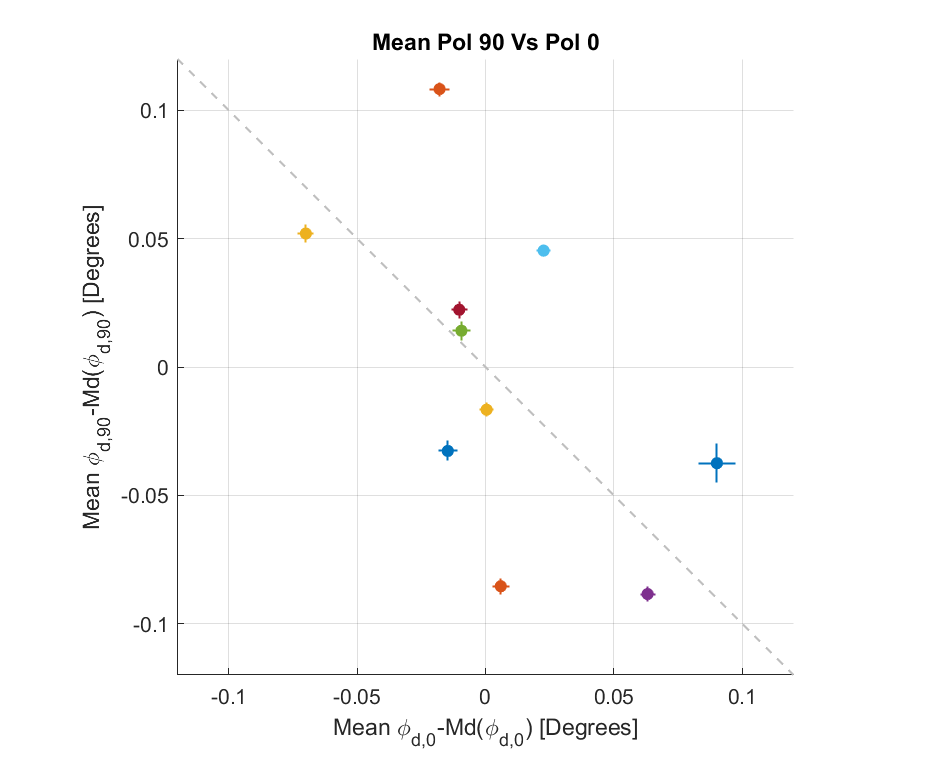 Mean Pol 90 Vs Pol 0
0.1
0.05
0
-0.05
-0.1
Mean ϕd,90-Md(ϕd,90) [Degrees]
-0.1 -0.05 0 0.05 0.1
Mean ϕd,0-Md(ϕd,0) [Degrees]